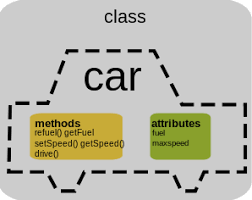 class
car
methods
refuel() getFuel
setSpeed() getSpeed()
drive()
attributes
fuel
maxspeed